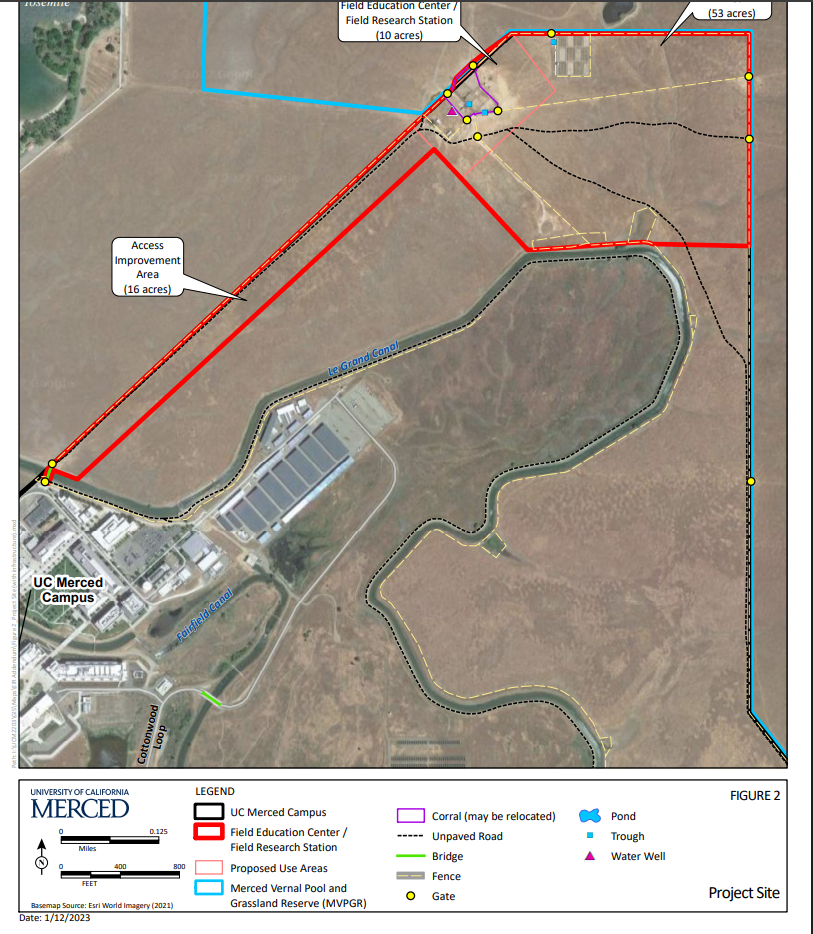 Yosemite
Field Education Center /
Field Research Station
(10 acres)
(53 acres)
Access
Improvement
Area
(16 acres)
Le Grand Canal
UC Merced
Campus
Fairfield Canal
Cottonwood
Loop
UNIVERSITY OF CALIFORNIA
MERCED
0 0.125
Miles
N
0 400 800
FEET
Basemap Source: Esri World Imagery (2021)
LEGEND
UC Merced Campus
Field Education Center /
Field Research Station
Proposed Use Areas
Merced Vernal Pool and
Grassland Reserve (MVPGR)
Corral (may be relocated)
Unpaved Road
Bridge
Fence
Gate
Pond
Trough
Water Well
FIGURE 2
Project Site
Date: 1/12/2023